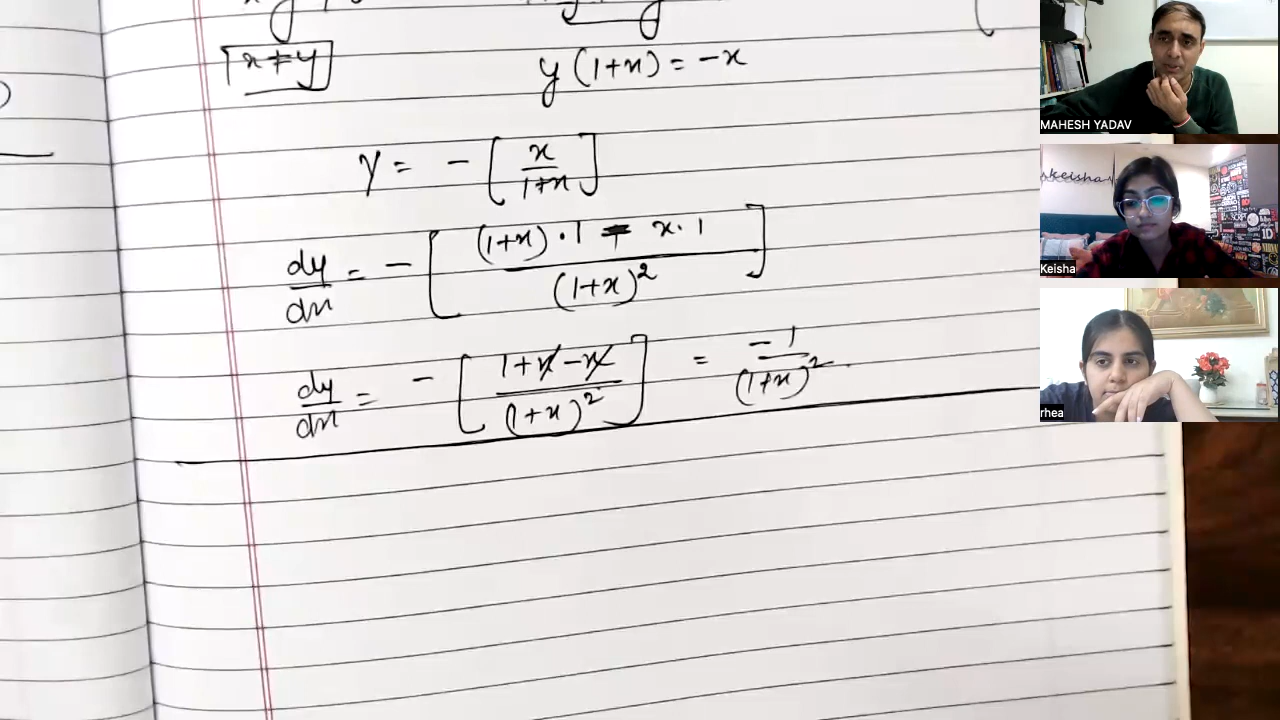 x ≠ y
y (1+x) = -x
y = - [ x / 1+x ]
dy/dx = - [ (1+x)·1 - x·1 / (1+x)² ]
dy/dx = - [ 1+x-x / (1+x)² ] = -1 / (1+x)²
MAHESH YADAV
keisha
Keisha
rhea